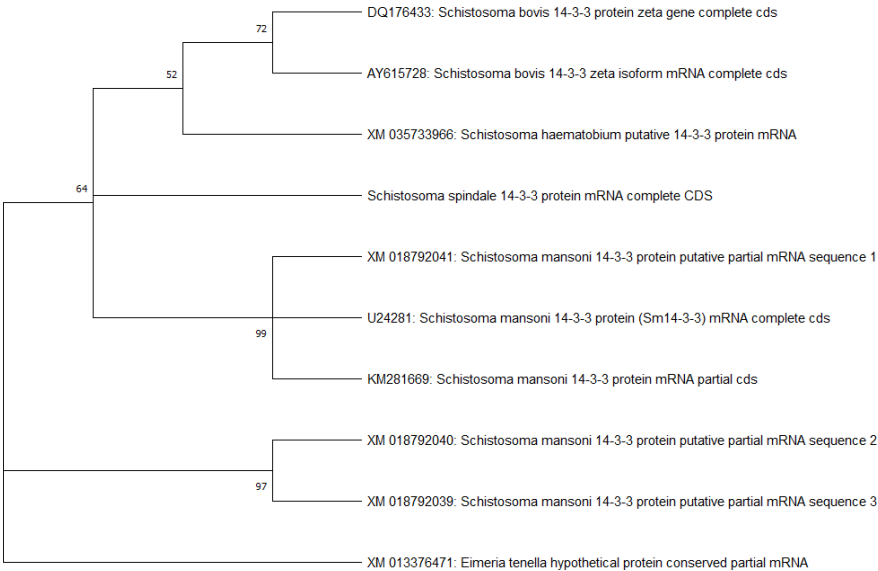 DQ176433: Schistosoma bovis 14-3-3 protein zeta gene complete cds
72
AY615728: Schistosoma bovis 14-3-3 zeta isoform mRNA complete cds
52
XM 035733966: Schistosoma haematobium putative 14-3-3 protein mRNA
64
Schistosoma spindale 14-3-3 protein mRNA complete CDS
XM 018792041: Schistosoma mansoni 14-3-3 protein putative partial mRNA sequence 1
U24281: Schistosoma mansoni 14-3-3 protein (Sm14-3-3) mRNA complete cds
99
KM281669: Schistosoma mansoni 14-3-3 protein mRNA partial cds
XM 018792040: Schistosoma mansoni 14-3-3 protein putative partial mRNA sequence 2
97
XM 018792039: Schistosoma mansoni 14-3-3 protein putative partial mRNA sequence 3
XM 013376471: Eimeria tenella hypothetical protein conserved partial mRNA